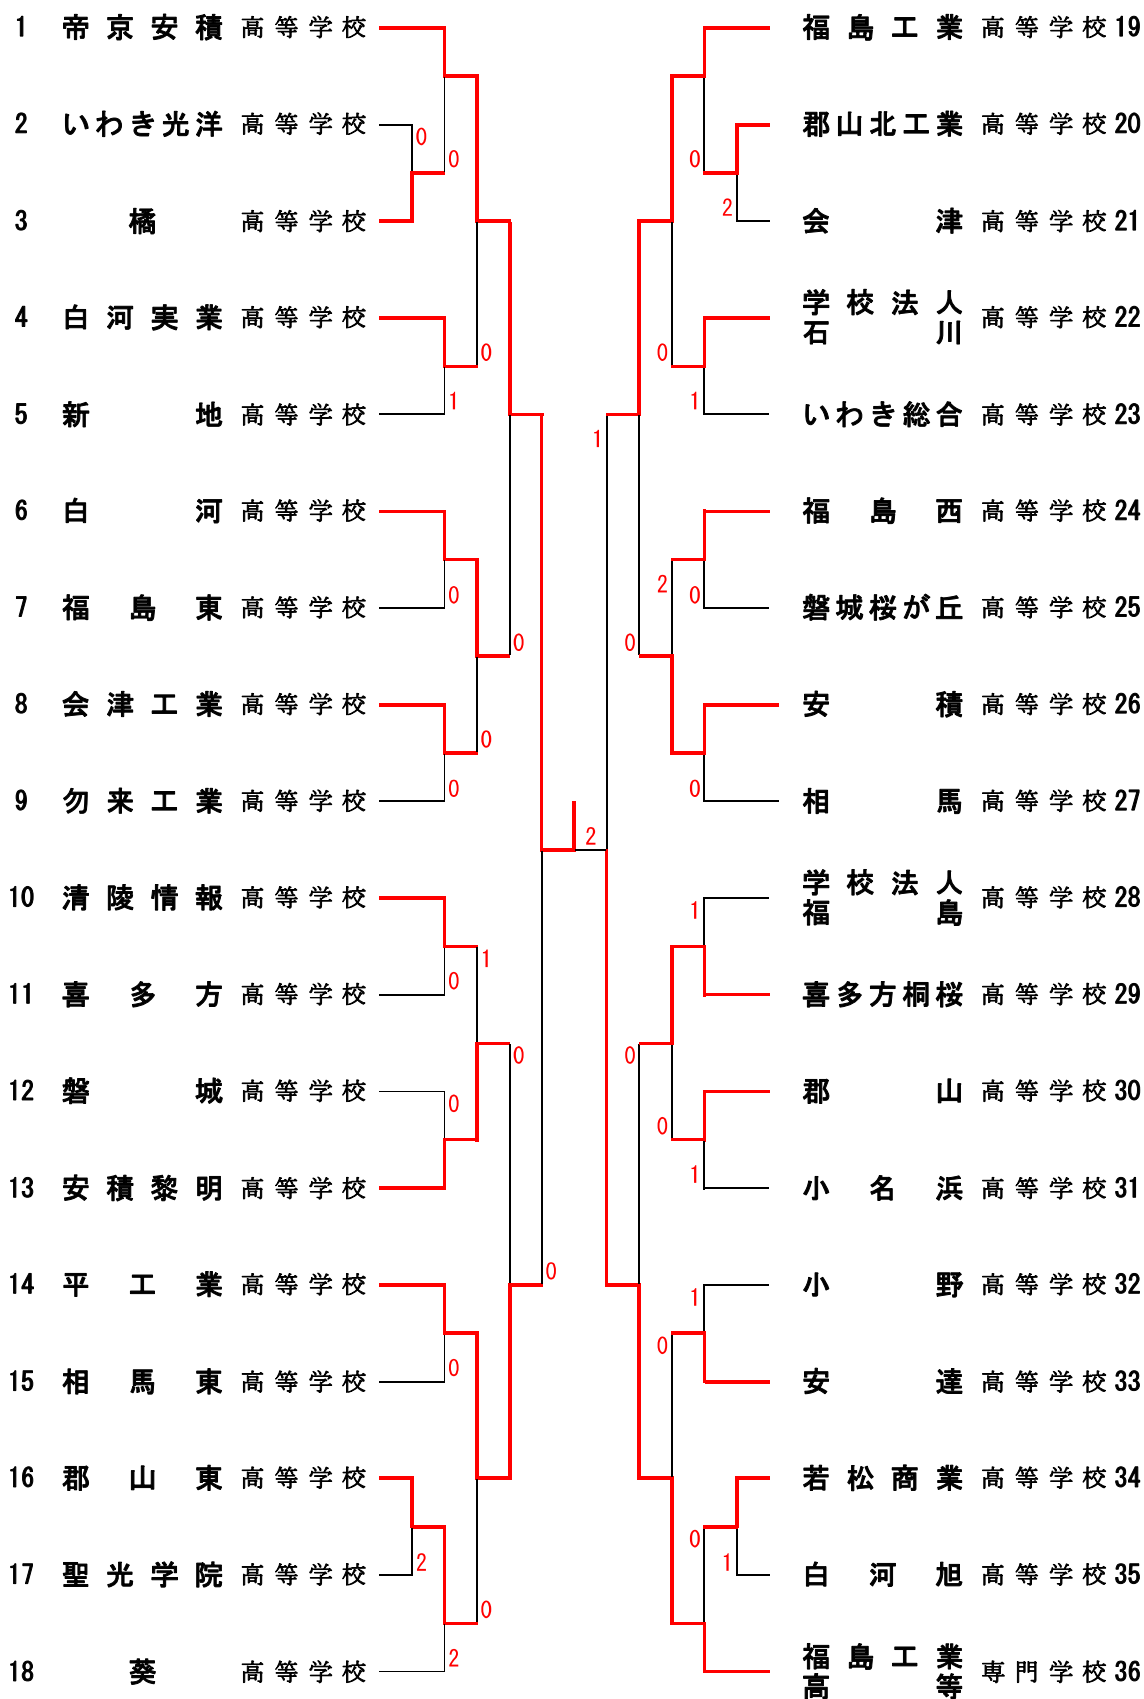 1 帝京安積 高等学校
2 いわき光洋 高等学校
0
0
3 橘 高等学校
4 白河実業 高等学校
0
1
5 新地 高等学校
6 白河 高等学校
7 福島東 高等学校
0
0
8 会津工業 高等学校
0
9 勿来工業 高等学校
0
10 清陵情報 高等学校
1
0
11 喜多方 高等学校
0
12 磐城 高等学校
0
13 安積黎明 高等学校
0
14 平工業 高等学校
15 相馬東 高等学校
0
16 郡山東 高等学校
17 聖光学院 高等学校
2
0
18 葵 高等学校
2
2
1
福島工業 高等学校 19
郡山北工業 高等学校 20
0
2
会津 高等学校 21
学校法人
石川 高等学校 22
0
1
いわき総合 高等学校 23
福島西 高等学校 24
2
0
磐城桜が丘 高等学校 25
0
安積 高等学校 26
0
相馬 高等学校 27
学校法人
福島 高等学校 28
1
喜多方桐桜 高等学校 29
0
郡山 高等学校 30
0
1
小名浜 高等学校 31
小野 高等学校 32
1
0
安達 高等学校 33
若松商業 高等学校 34
0
1
白河旭 高等学校 35
福島工業
高等 専門学校 36